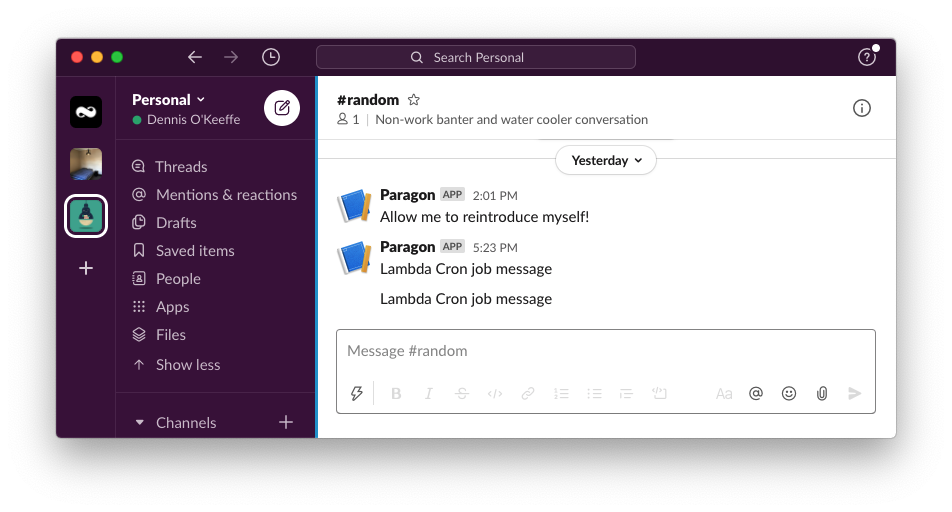 Search Personal
Personal
Dennis O'Keeffe
Threads
Mentions & reactions
Drafts
Saved items
People
Apps
Files
Show less
Channels
#random
1 | Non-work banter and water cooler conversation
Yesterday
Paragon APP 2:01 PM
Allow me to reintroduce myself!
Paragon APP 5:23 PM
Lambda Cron job message
Lambda Cron job message
Message #random
B I S Aa @